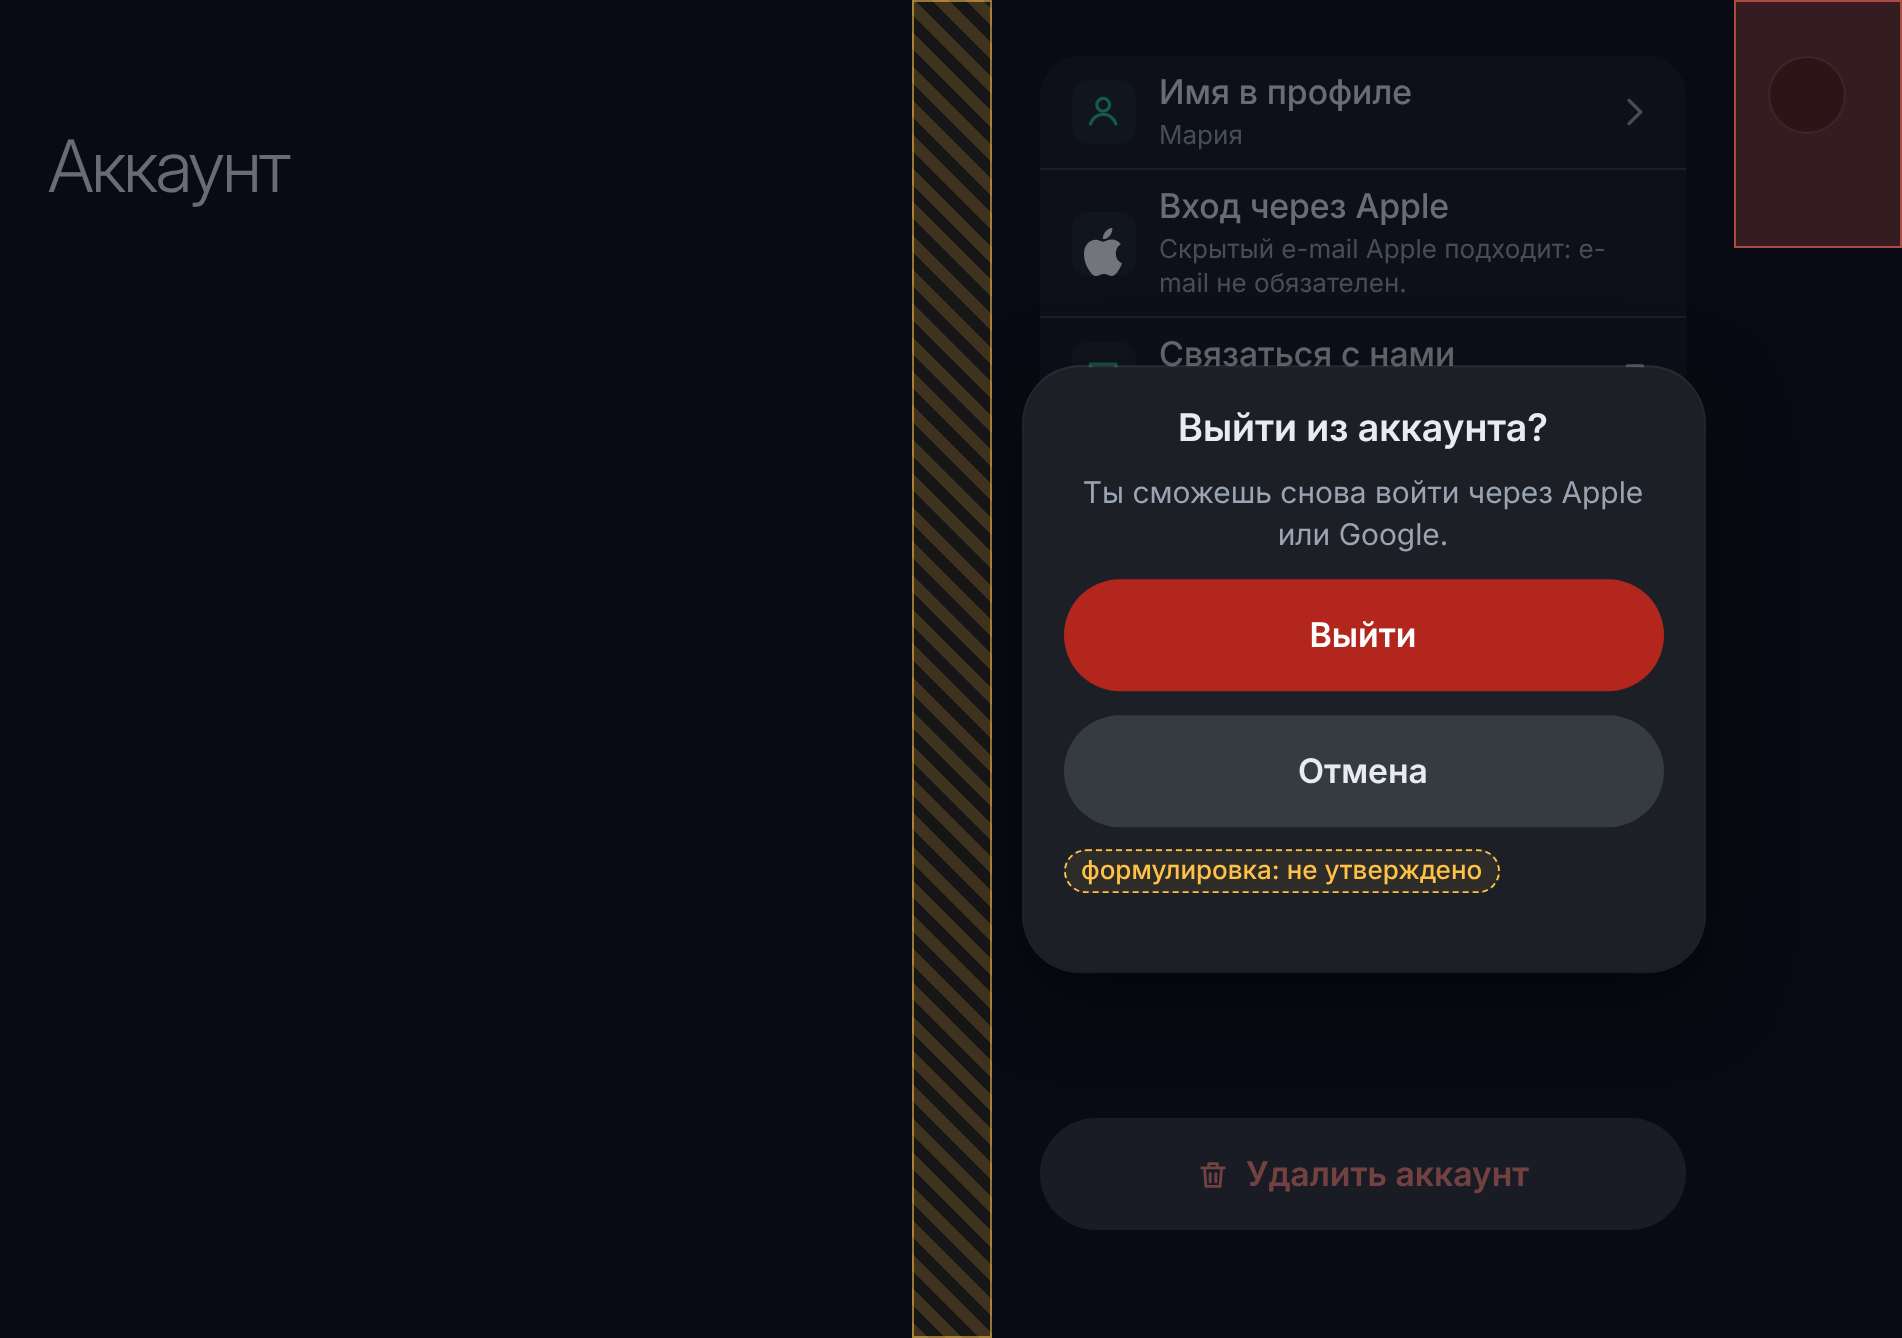 Аккаунт
Имя в профиле
Мария
Вход через Apple
Скрытый e-mail Apple подходит: e-
mail не обязателен.
Связаться с нами
Выйти из аккаунта?
Ты сможешь снова войти через Apple
или Google.
Выйти
Отмена
формулировка: не утверждено
Удалить аккаунт